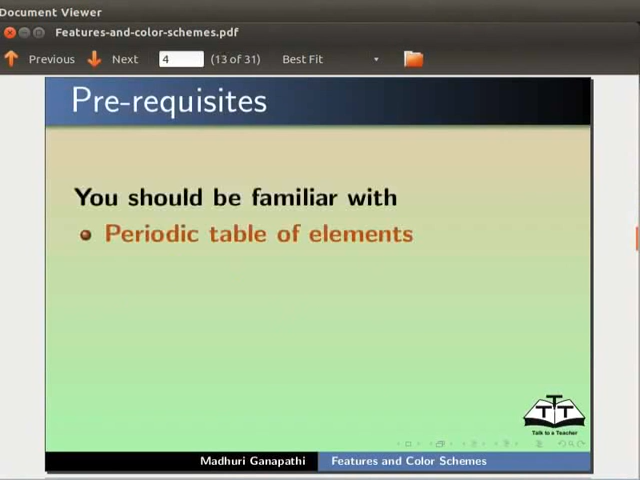 Document Viewer
Features-and-color-schemes.pdf
Previous Next 4 (13 of 31) Best Fit
Pre-requisites
You should be familiar with
Periodic table of elements
T T T
Talk to a Teacher
Madhuri Ganapathi Features and Color Schemes